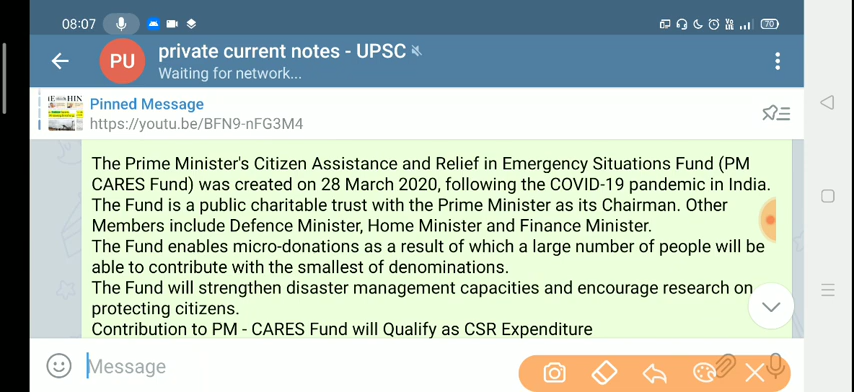 08:07
70
PU
private current notes - UPSC
Waiting for network...
Pinned Message
https://youtu.be/BFN9-nFG3M4
The Prime Minister's Citizen Assistance and Relief in Emergency Situations Fund (PM
CARES Fund) was created on 28 March 2020, following the COVID-19 pandemic in India.
The Fund is a public charitable trust with the Prime Minister as its Chairman. Other
Members include Defence Minister, Home Minister and Finance Minister.
The Fund enables micro-donations as a result of which a large number of people will be
able to contribute with the smallest of denominations.
The Fund will strengthen disaster management capacities and encourage research on
protecting citizens.
Contribution to PM - CARES Fund will Qualify as CSR Expenditure
Message